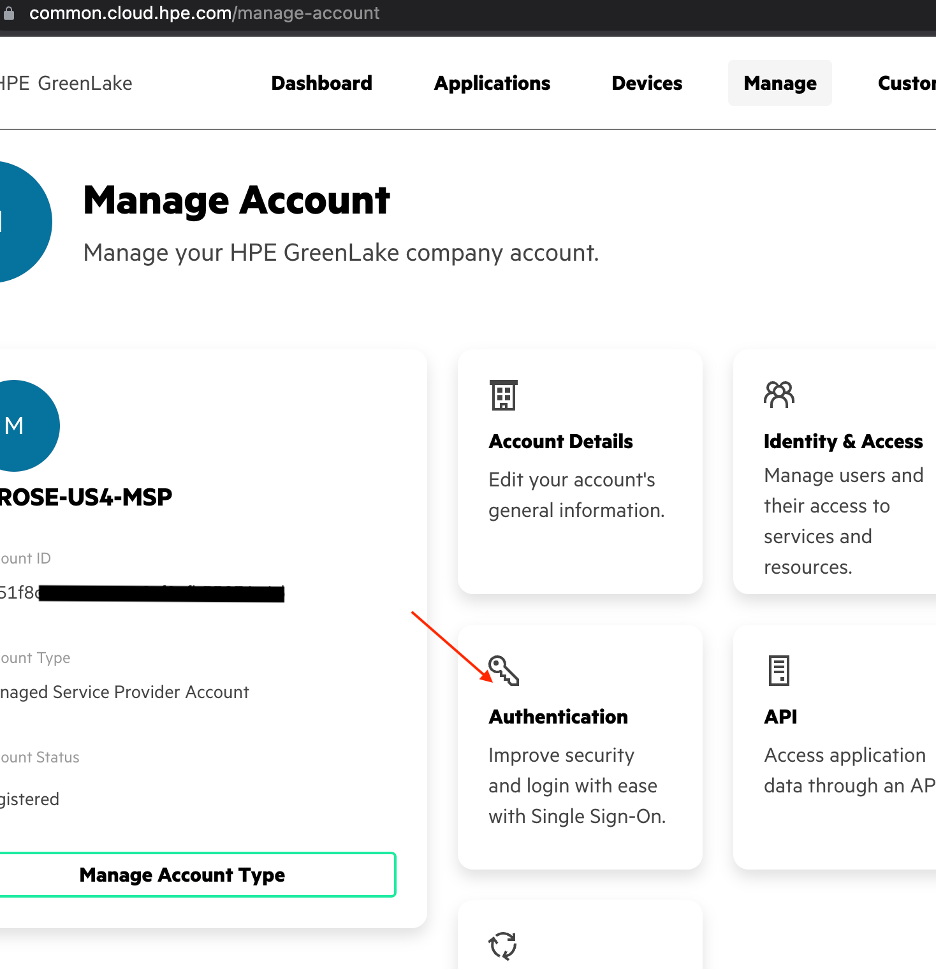 common.cloud.hpe.com/manage-account
HPE GreenLake
Dashboard
Applications
Devices
Manage
Manage Account
Manage your HPE GreenLake company account.
M
ROSE-US4-MSP
ount ID
51f8
ount Type
naged Service Provider Account
ount Status
gistered
Manage Account Type
Account Details
Edit your account's
general information.
Identity & Access
Manage users and
their access to
services and
resources.
Authentication
Improve security
and login with ease
with Single Sign-On.
API
Access application
data through an AP